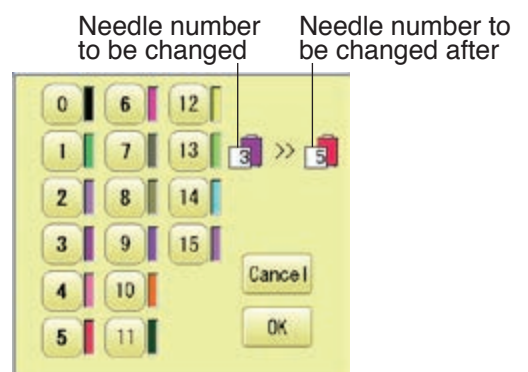 Needle number to be changed
Needle number to be changed after
0 6 12
1 7 13 3 >> 5
2 8 14
3 9 15
4 10
5 11
Cancel
OK